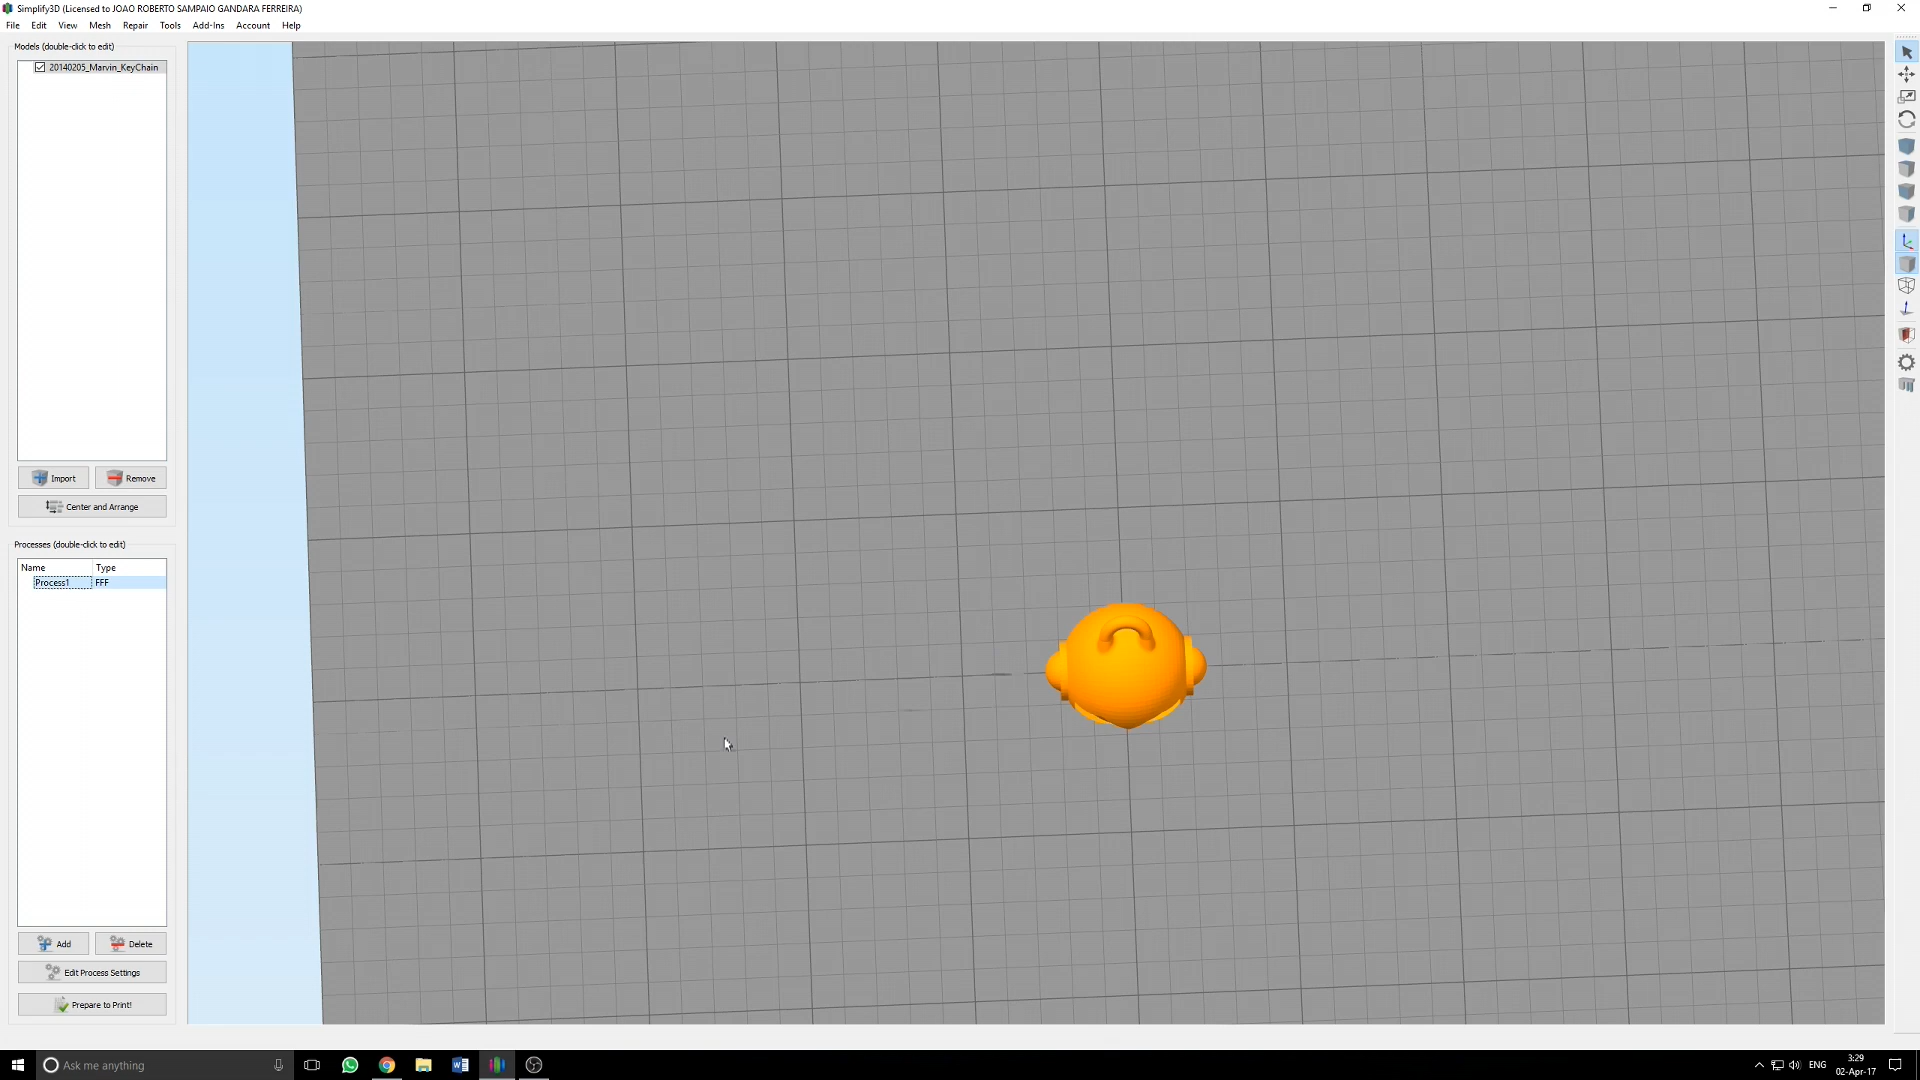 Simplify3D (Licensed to JOAO ROBERTO SAMPAIO GANDARA FERREIRA)
File Edit View Mesh Repair Tools Add-Ins Account Help
Models (double-click to edit)
20140205_Marvin_KeyChain
Import Remove
Center and Arrange
Processes (double-click to edit)
Name Type
Process1 FFF
Add Delete
Edit Process Settings
Prepare to Print!
Ask me anything
ENG
3:29
02-Apr-17